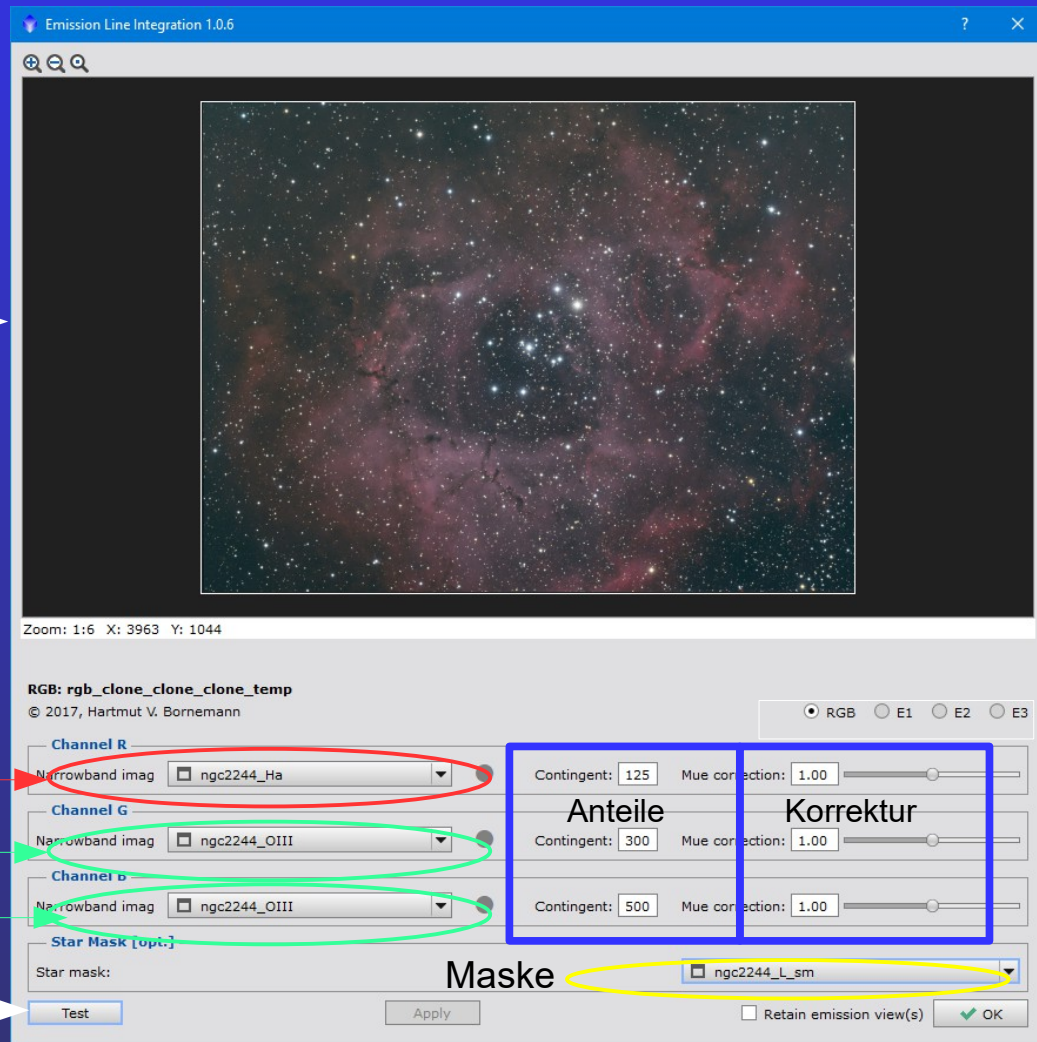 Emission Line Integration 1.0.6 ?
Zoom: 1:6 X: 3963 Y: 1044
RGB: rgb_clone_clone_clone_temp
© 2017, Hartmut V. Bornemann
RGB E1 E2 E3
Channel R
Narrowband imag ngc2244_Ha Contingent: 125 Mue correction: 1.00
Anteile Korrektur
Channel G
Narrowband imag ngc2244_OIII Contingent: 300 Mue correction: 1.00
Channel B
Narrowband imag ngc2244_OIII Contingent: 500 Mue correction: 1.00
Star Mask [opt.]
Star mask: Maske ngc2244_L_sm
Test Apply Retain emission view(s) OK